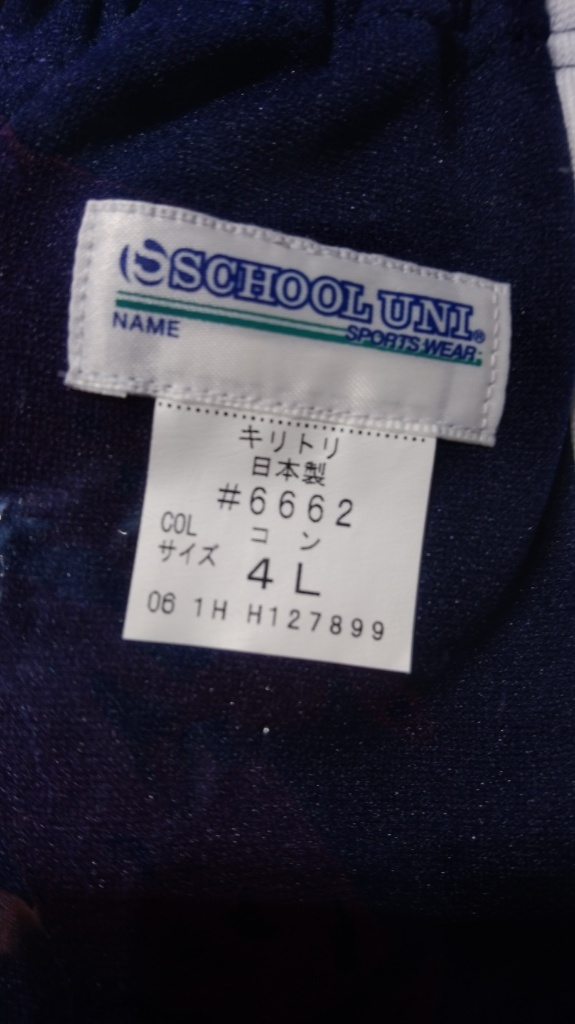 S SCHOOL UNI®
SPORTS WEAR
NAME
キリトリ
日本製
#6662
COL コン
サイズ 4L
06 1H H127899